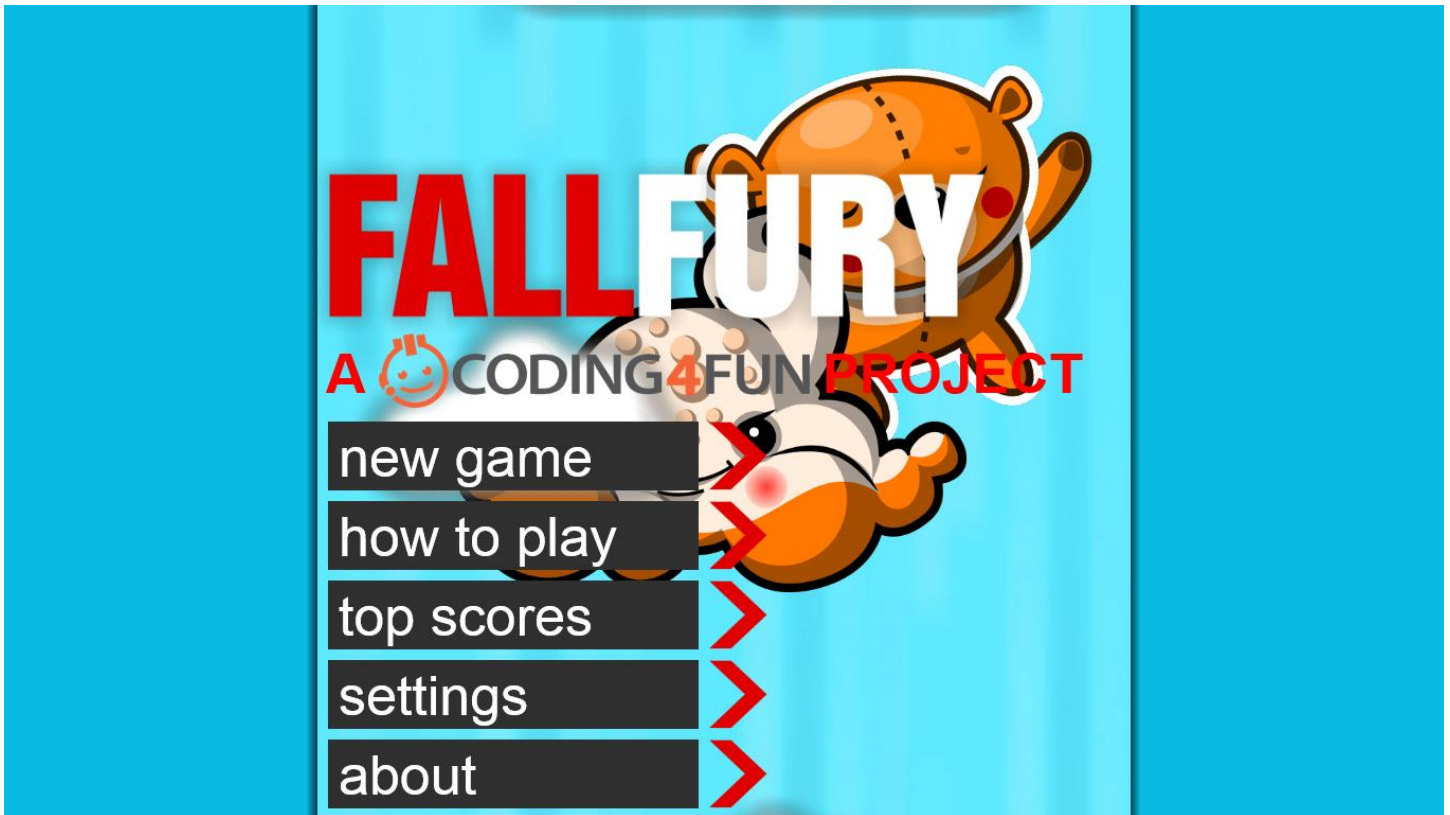 FALLFURY
A CODING4FUN PROJECT
new game
how to play
top scores
settings
about